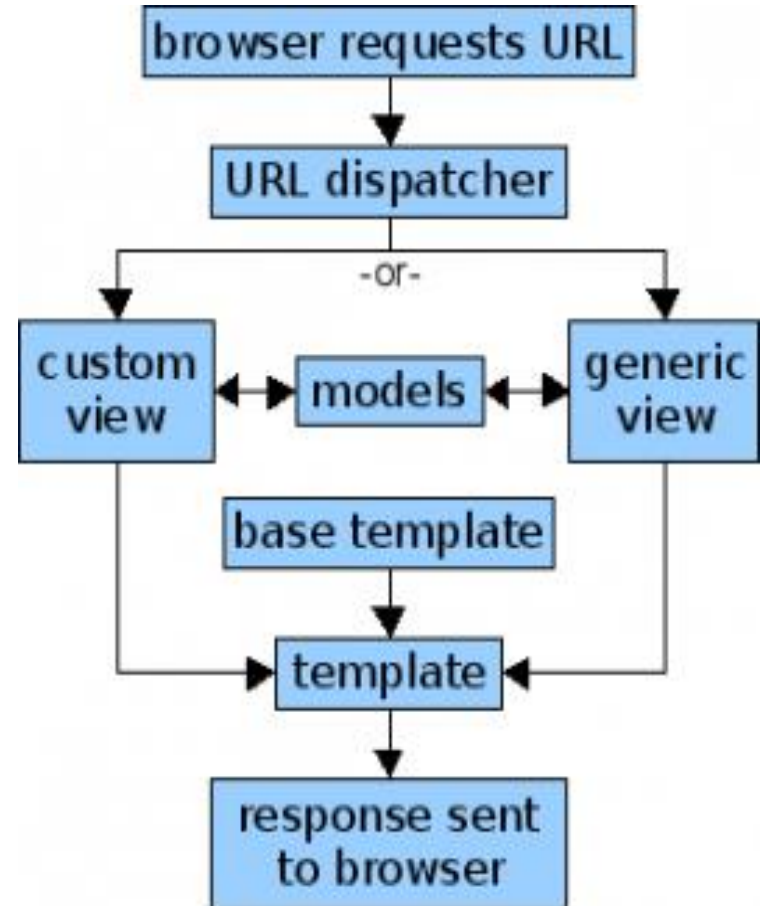 browser requests URL
URL dispatcher
-or-
custom
view
models
generic
view
base template
template
response sent
to browser